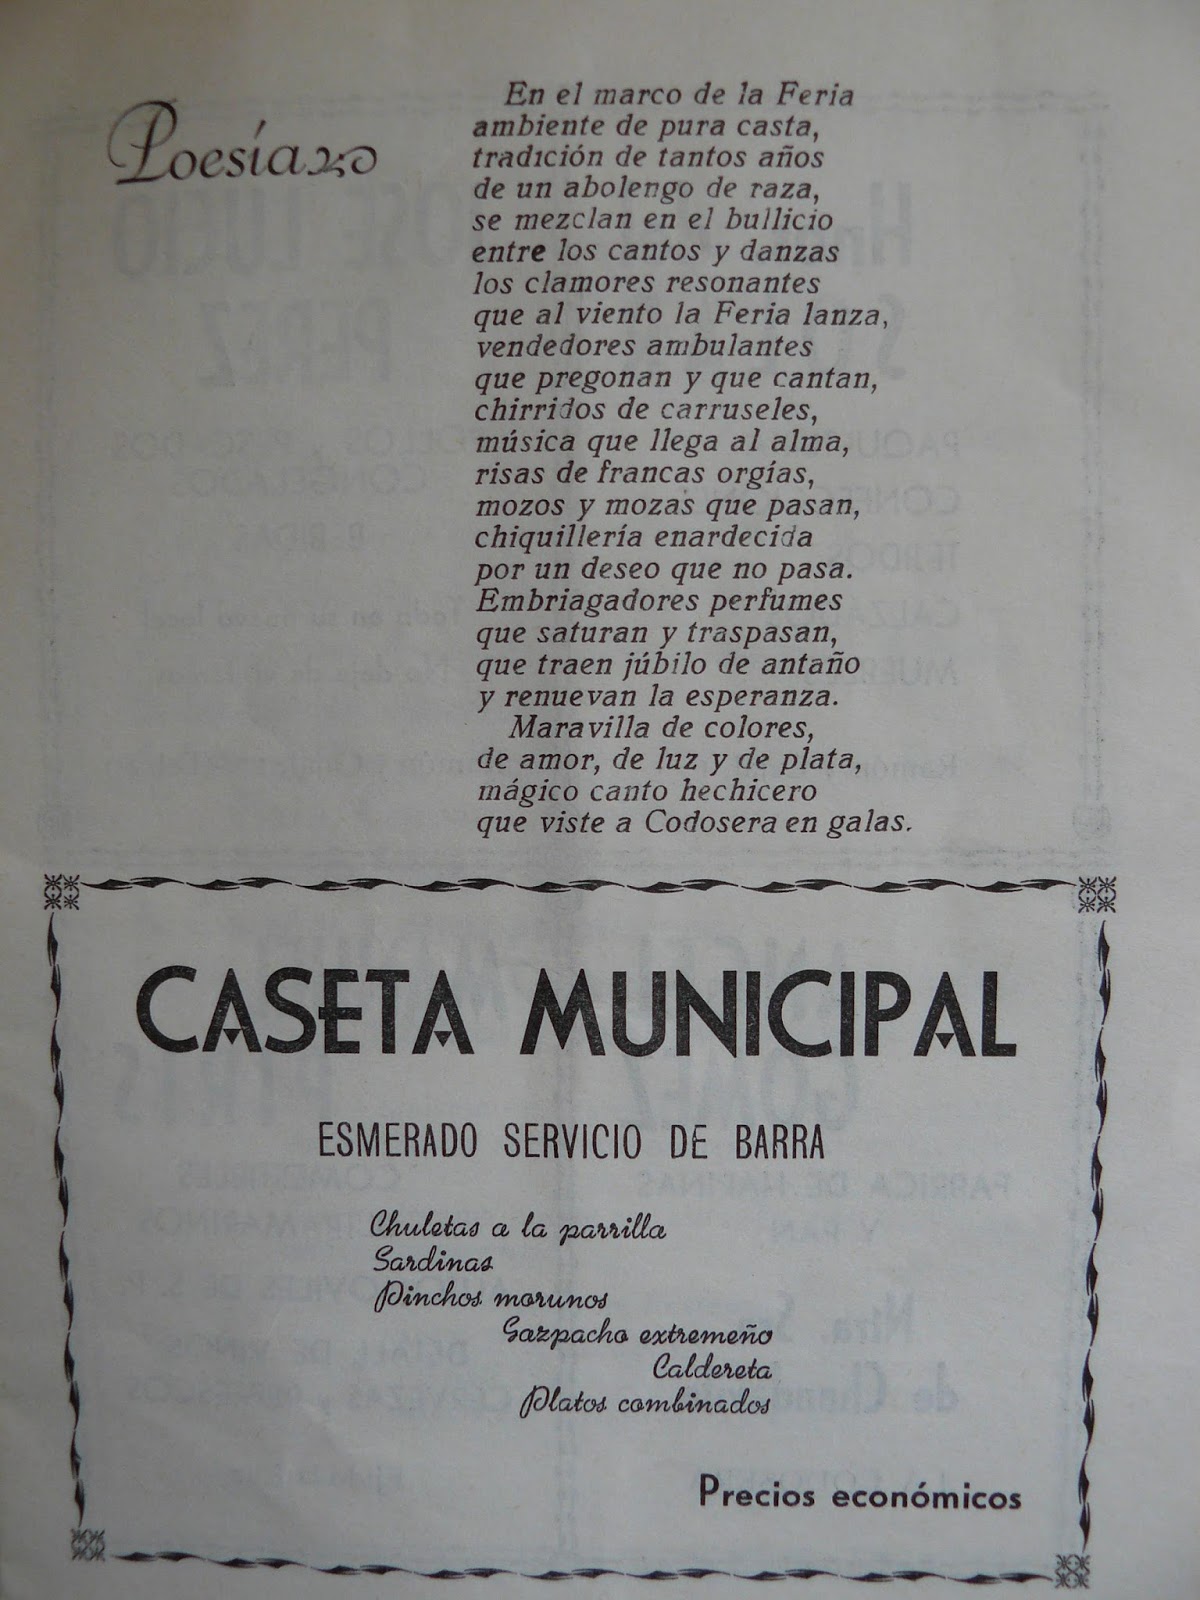 Poesía
En el marco de la Feria
ambiente de pura casta,
tradición de tantos años
de un abolengo de raza,
se mezclan en el bullicio
entre los cantos y danzas
los clamores resonantes
que al viento la Feria lanza,
vendedores ambulantes
que pregonan y que cantan,
chirridos de carruseles,
música que llega al alma,
risas de francas orgías,
mozos y mozas que pasan,
chiquillería enardecida
por un deseo que no pasa.
Embriagadores perfumes
que saturan y traspasan,
que traen júbilo de antaño
y renuevan la esperanza.
Maravilla de colores,
de amor, de luz y de plata,
mágico canto hechicero
que viste a Codosera en galas.
CASETA MUNICIPAL
ESMERADO SERVICIO DE BARRA
Chuletas a la parrilla
Sardinas
Pinchos morunos
Gazpacho extremeño
Caldereta
Platos combinados
Precios económicos